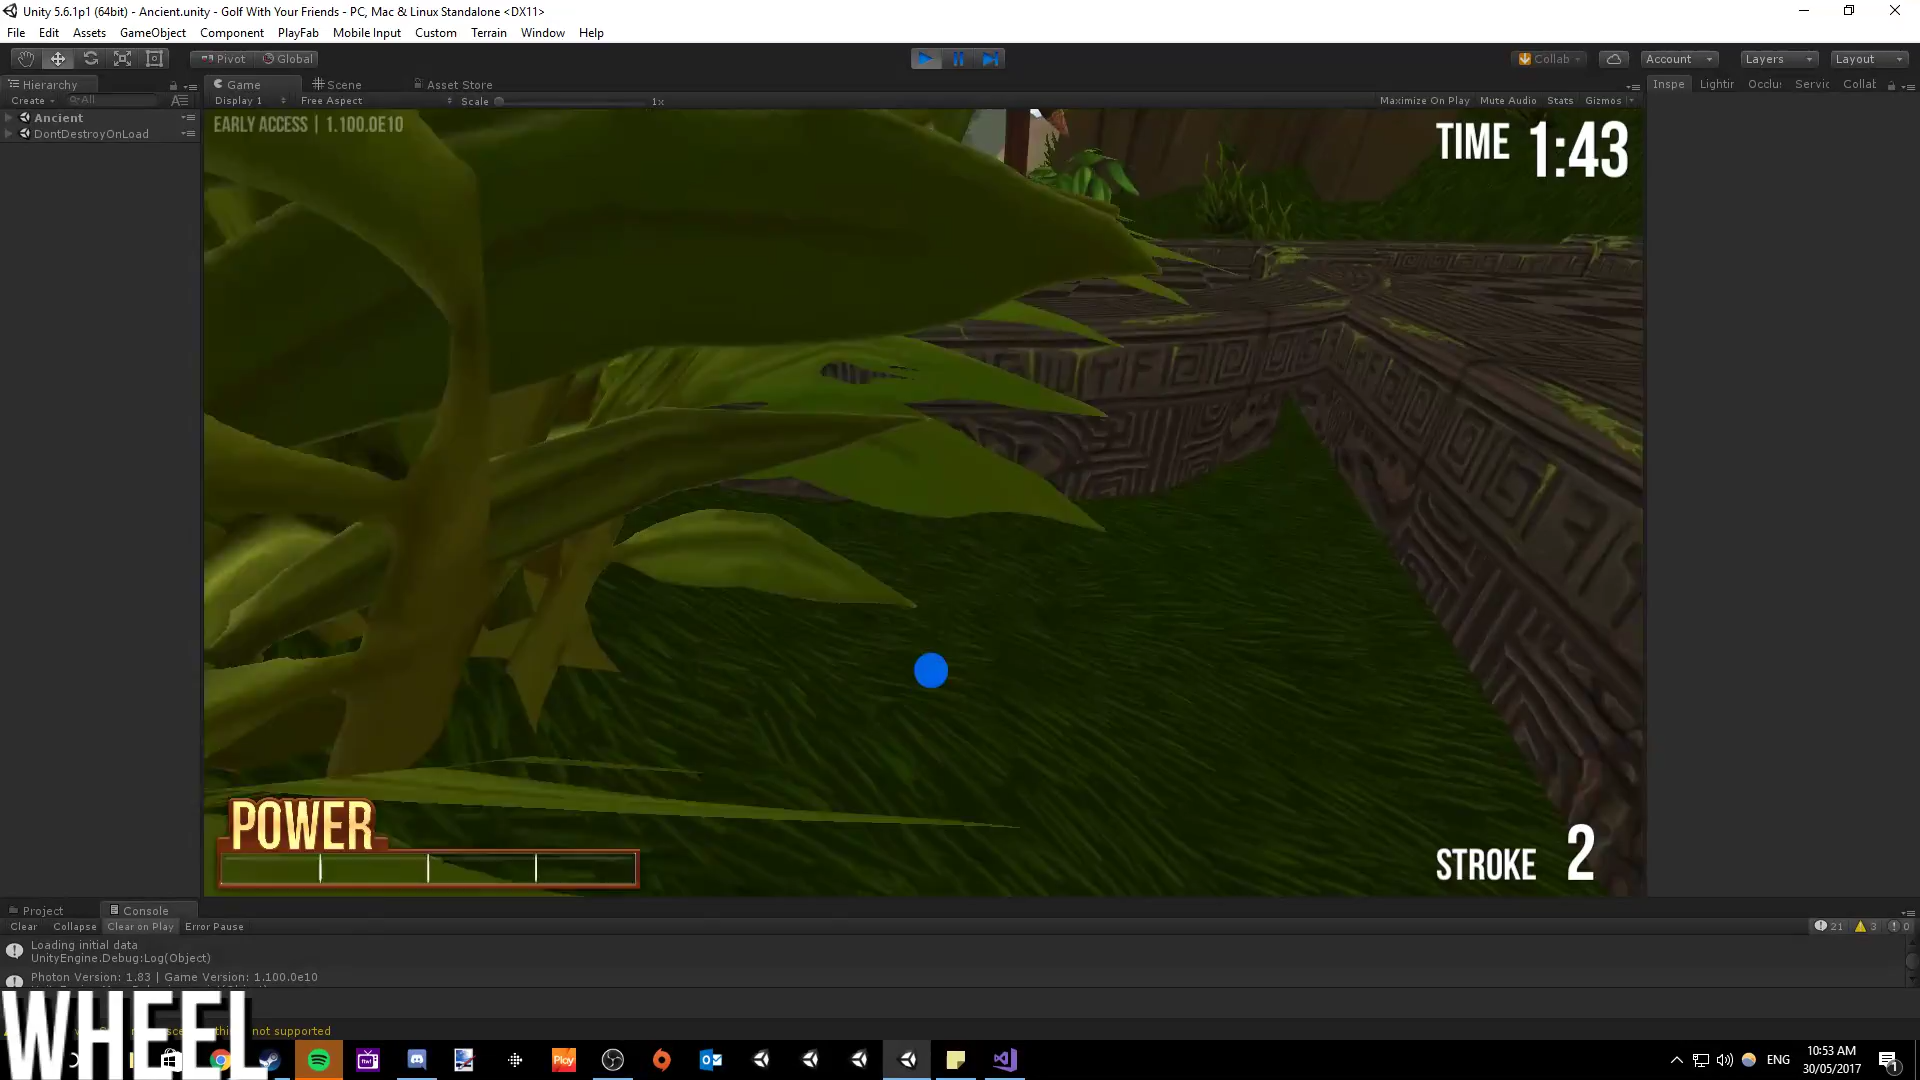 Unity 5.6.1p1 (64bit) - Ancient.unity - Golf With Your Friends - PC, Mac & Linux Standalone <DX11>
File Edit Assets GameObject Component PlayFab Mobile Input Custom Terrain Window Help
Pivot Global Collab Account Layers Layout
Hierarchy Game Scene Asset Store Inspe Lightir Occlu Servic Collab
Create All Display 1 Free Aspect Scale 1x Maximize On Play Mute Audio Stats Gizmos
Ancient
DontDestroyOnLoad
EARLY ACCESS | 1.100.0E10
TIME 1:43
POWER
STROKE 2
Project Console
Clear Collapse Clear on Play Error Pause 21 3 0
Loading initial data
UnityEngine.Debug:Log(Object)
Photon Version: 1.83 | Game Version: 1.100.0e10
not supported
WHEEL
Play
ENG
10:53 AM
30/05/2017
1